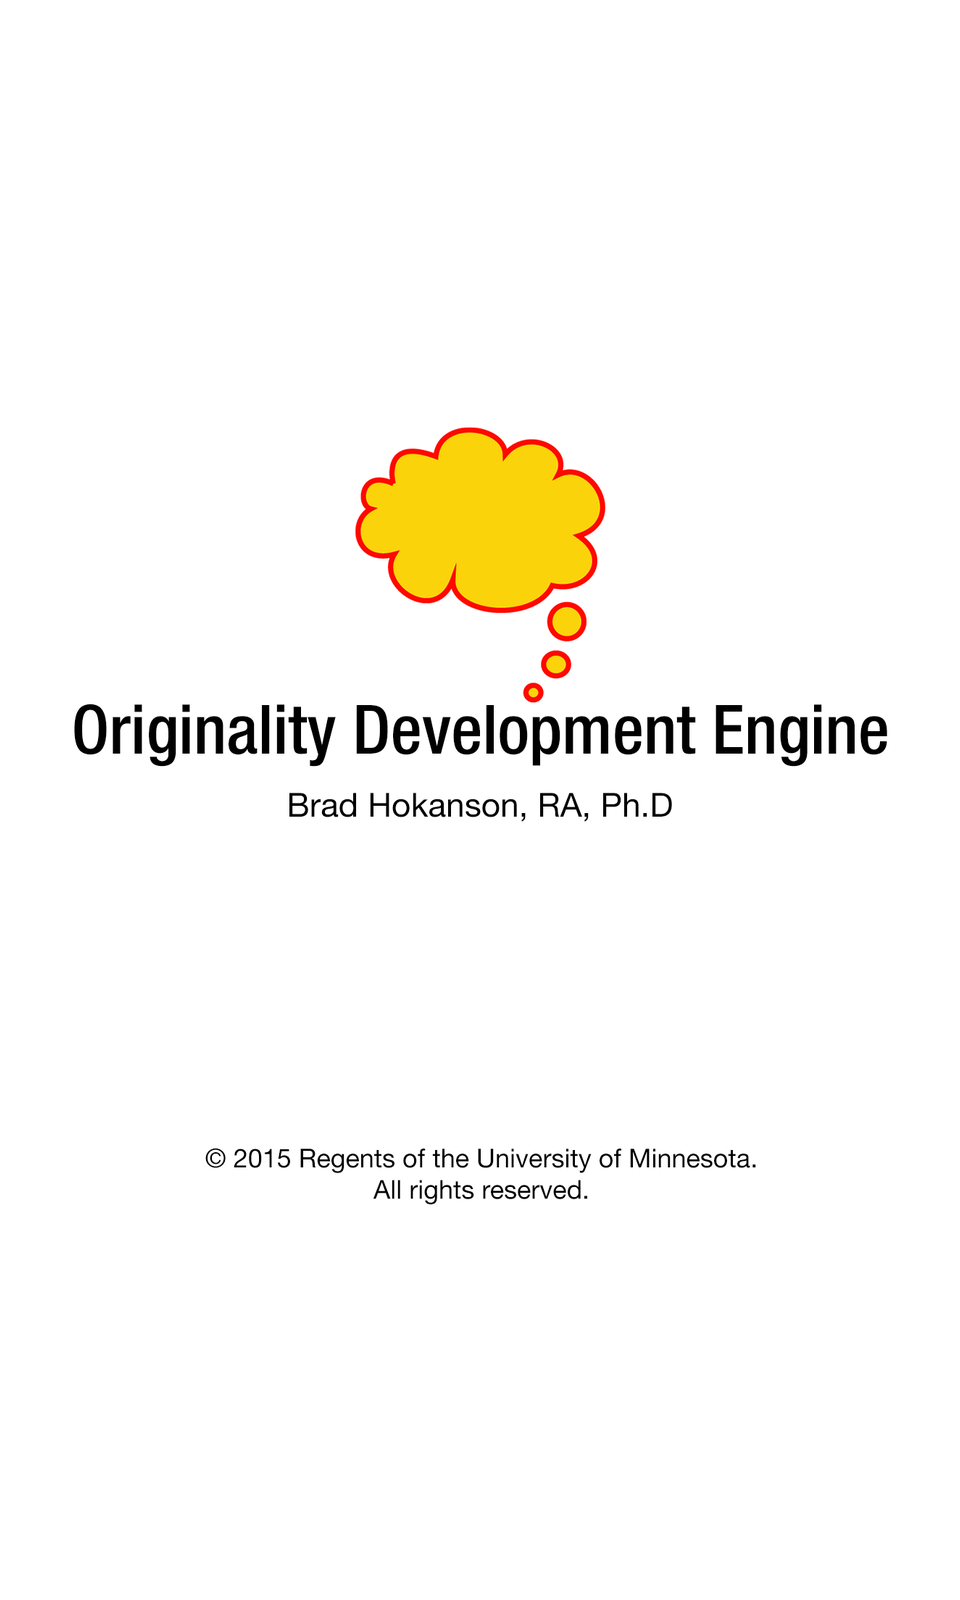 Originality Development Engine
Brad Hokanson, RA, Ph.D
© 2015 Regents of the University of Minnesota.
All rights reserved.